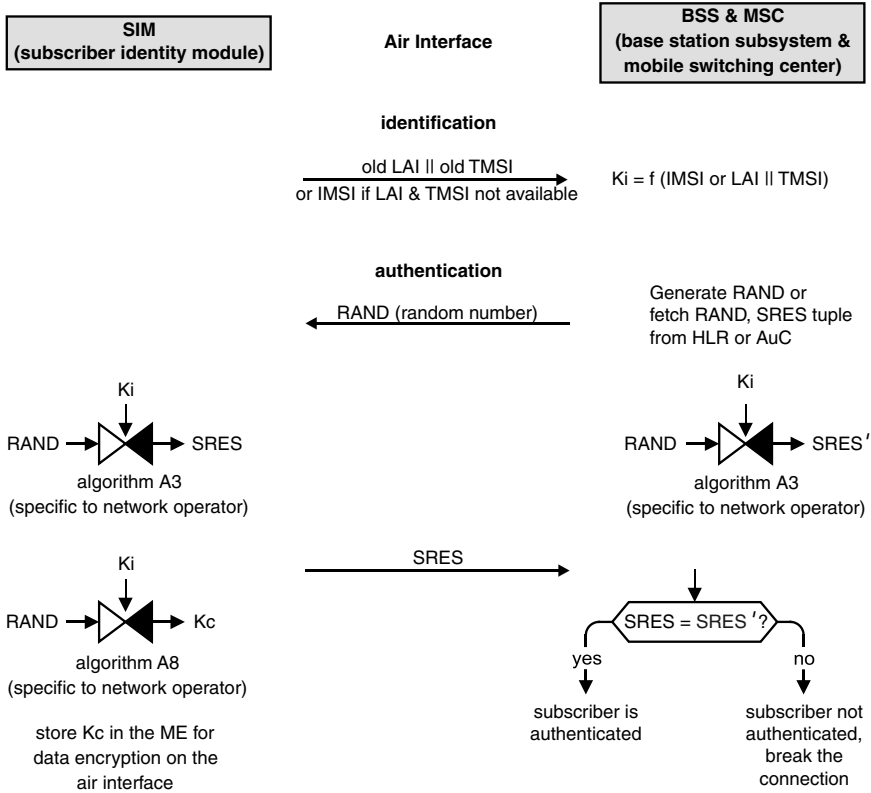 SIM
(subscriber identity module)
Air Interface
BSS & MSC
(base station subsystem &
mobile switching center)
identification
old LAI || old TMSI
or IMSI if LAI & TMSI not available
Ki = f (IMSI or LAI || TMSI)
authentication
RAND (random number)
Generate RAND or
fetch RAND, SRES tuple
from HLR or AuC
Ki
RAND
SRES
algorithm A3
(specific to network operator)
Ki
RAND
SRES′
algorithm A3
(specific to network operator)
SRES
Ki
RAND
Kc
algorithm A8
(specific to network operator)
store Kc in the ME for
data encryption on the
air interface
SRES = SRES′?
yes
no
subscriber is
authenticated
subscriber not
authenticated,
break the
connection